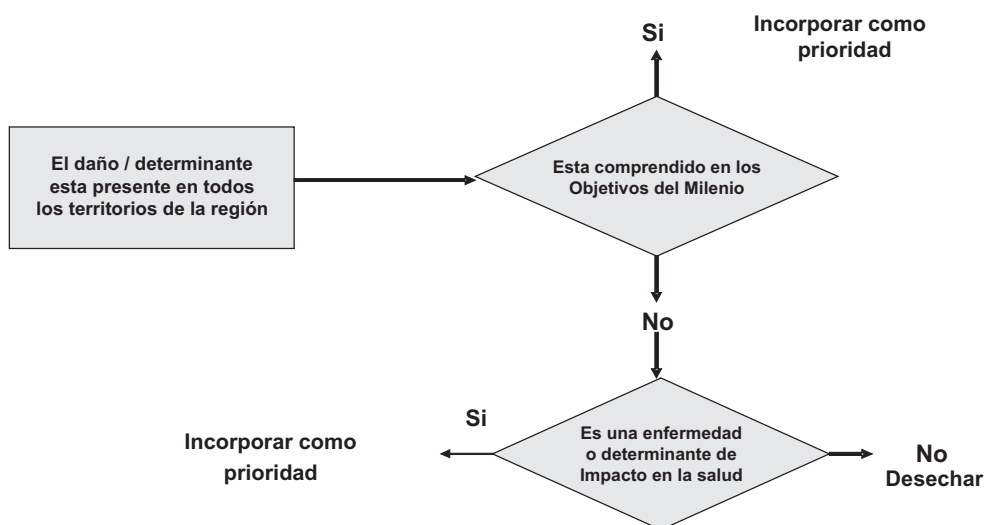 Si
Incorporar como
prioridad
El daño / determinante
esta presente en todos
los territorios de la región
Esta comprendido en los
Objetivos del Milenio
No
Si
Es una enfermedad
o determinante de
Impacto en la salud
Incorporar como
prioridad
No
Desechar